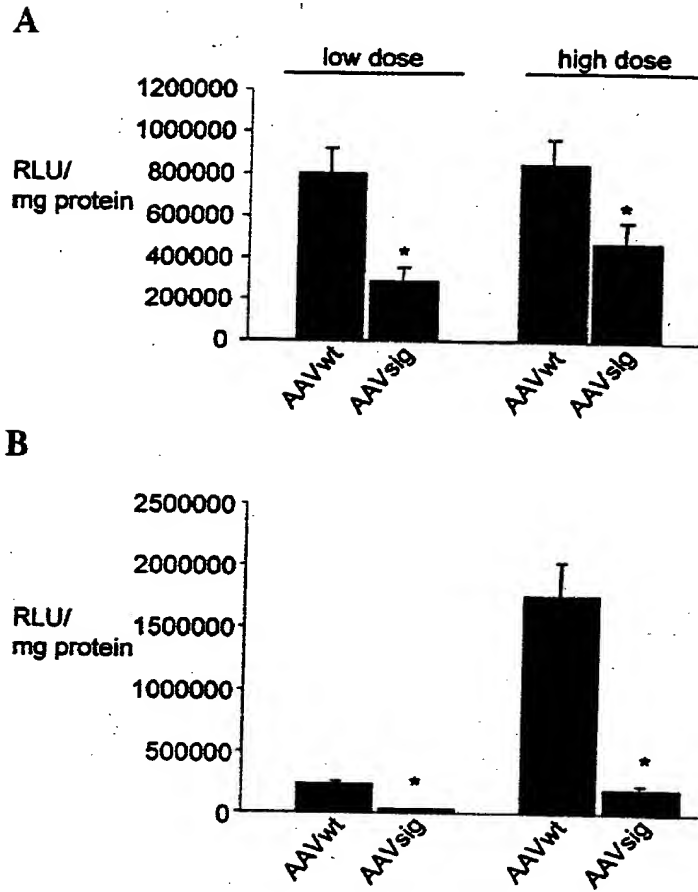 A
low dose high dose
1200000
1000000
800000
600000
400000
200000
0
RLU/
mg protein
* *
AAVwt AAVsig AAVwt AAVsig
B
2500000
2000000
1500000
1000000
500000
0
RLU/
mg protein
* *
AAVwt AAVsig AAVwt AAVsig